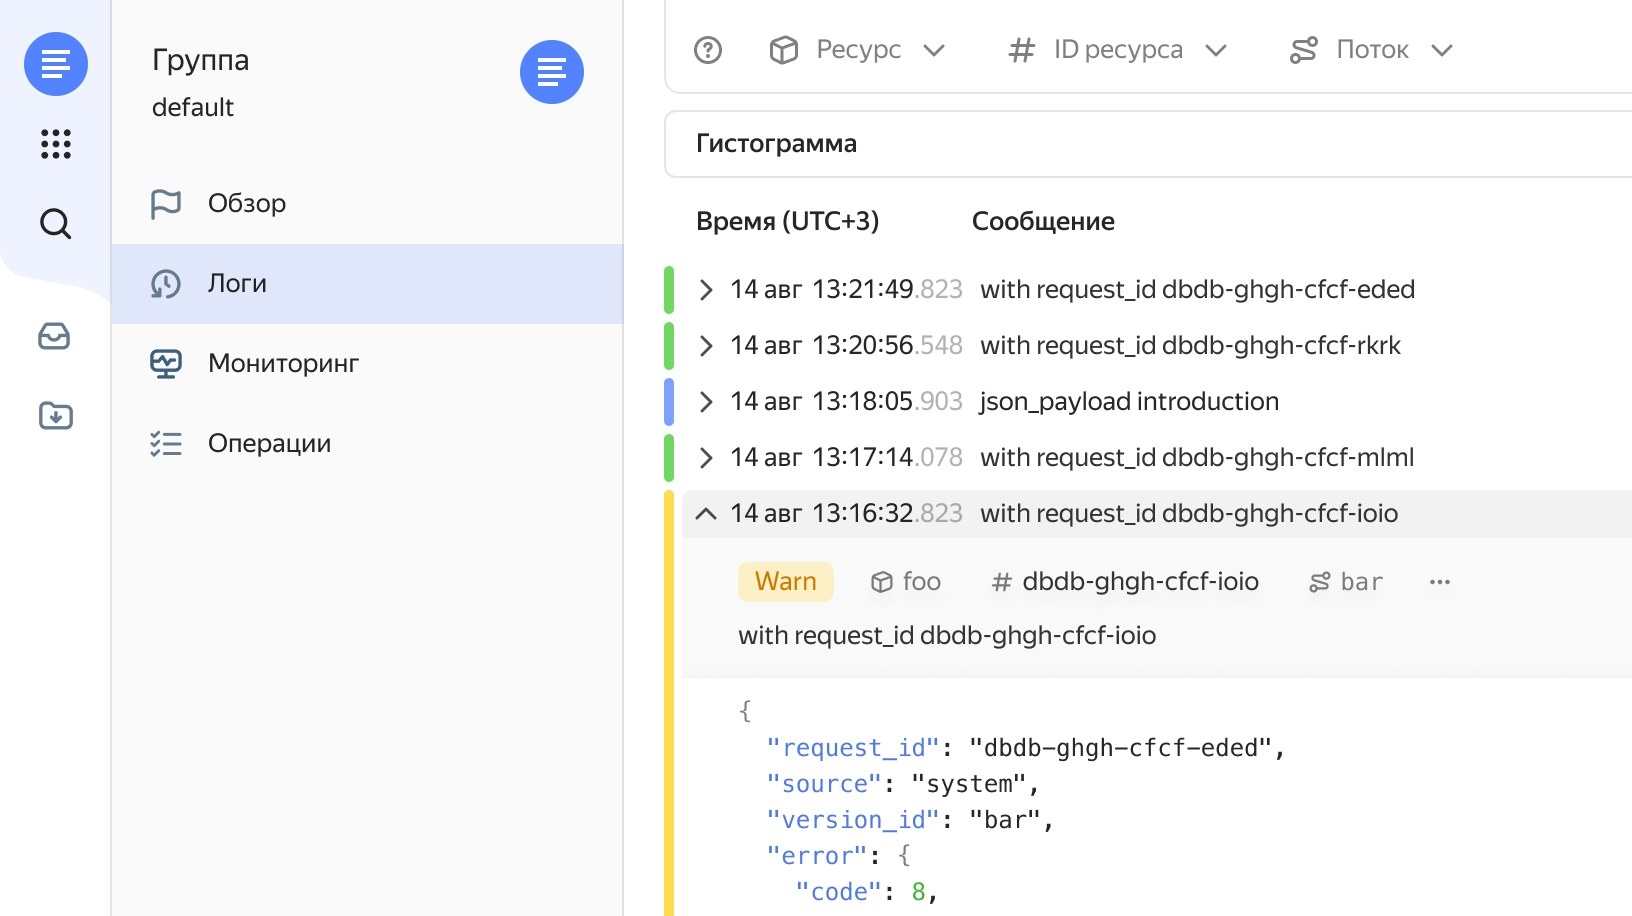 Группа
default
Обзор
Логи
Мониторинг
Операции
Ресурс ID ресурса Поток
Гистограмма
Время (UTC+3) Сообщение
14 авг 13:21:49.823 with request_id dbdb-ghgh-cfcf-eded
14 авг 13:20:56.548 with request_id dbdb-ghgh-cfcf-rkrk
14 авг 13:18:05.903 json_payload introduction
14 авг 13:17:14.078 with request_id dbdb-ghgh-cfcf-mlml
14 авг 13:16:32.823 with request_id dbdb-ghgh-cfcf-ioio
Warn foo # dbdb-ghgh-cfcf-ioio bar ···
with request_id dbdb-ghgh-cfcf-ioio
{
"request_id": "dbdb-ghgh-cfcf-eded",
"source": "system",
"version_id": "bar",
"error": {
"code": 8,